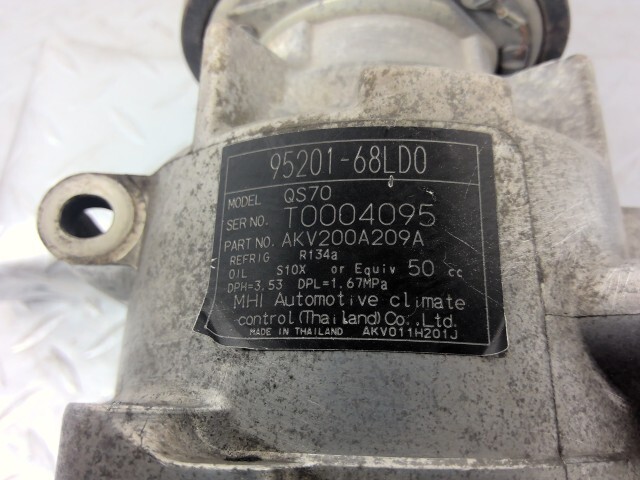 95201-68LD0
MODEL QS70
SER NO. T0004095
PART NO. AKV200A209A
REFRIG R134a
OIL S10X or Equiv 50 cc
DPH=3.53 DPL=1.67MPa
MHI Automotive climate
control (Thailand) Co.,Ltd.
MADE IN THAILAND AKV011H201J